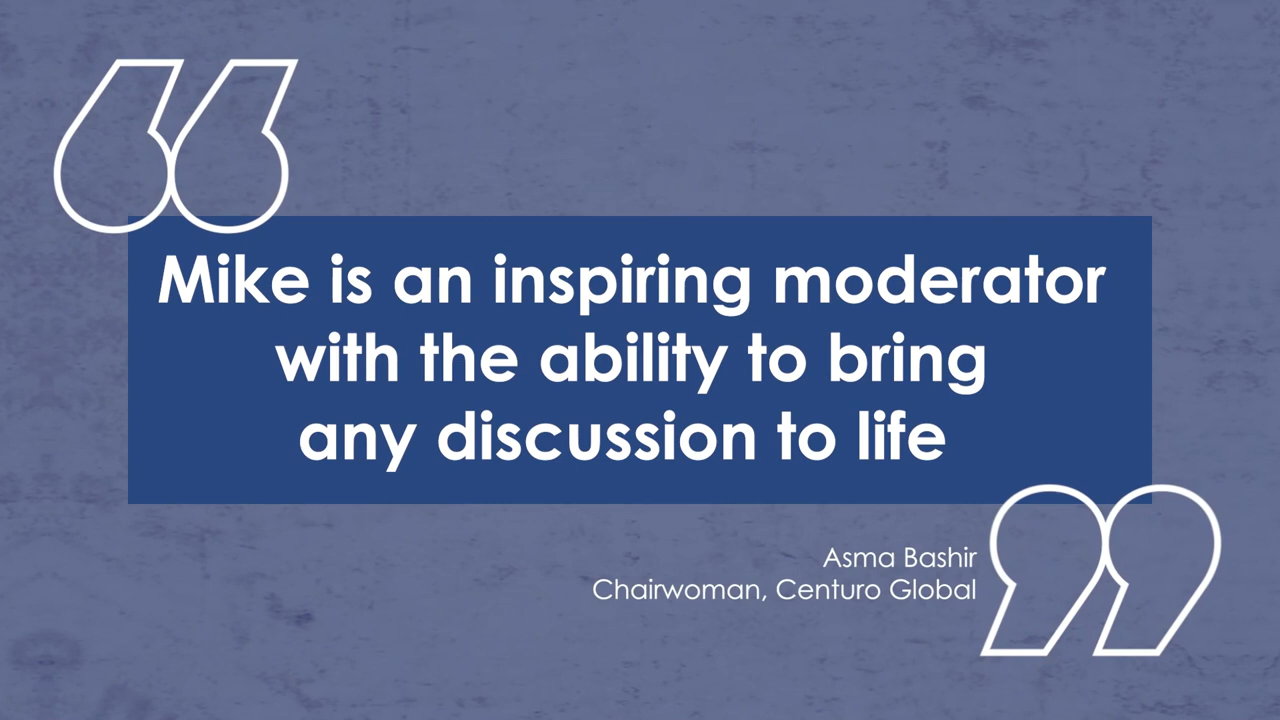 Mike is an inspiring moderator
with the ability to bring
any discussion to life
Asma Bashir
Chairwoman, Centuro Global